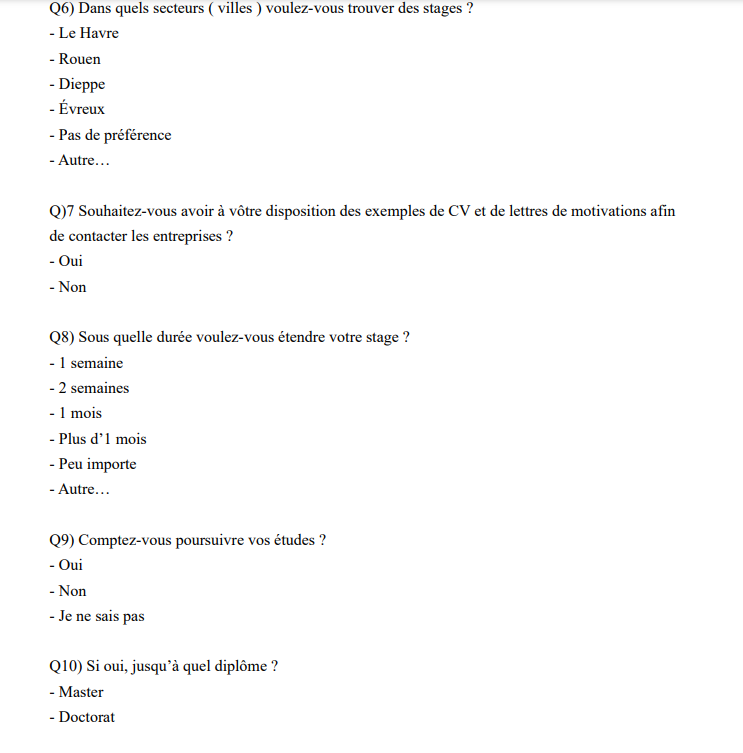 Q6) Dans quels secteurs ( villes ) voulez-vous trouver des stages ?
- Le Havre
- Rouen
- Dieppe
- Évreux
- Pas de préférence
- Autre…
Q)7 Souhaitez-vous avoir à vôtre disposition des exemples de CV et de lettres de motivations afin
de contacter les entreprises ?
- Oui
- Non
Q8) Sous quelle durée voulez-vous étendre votre stage ?
- 1 semaine
- 2 semaines
- 1 mois
- Plus d’1 mois
- Peu importe
- Autre…
Q9) Comptez-vous poursuivre vos études ?
- Oui
- Non
- Je ne sais pas
Q10) Si oui, jusqu’à quel diplôme ?
- Master
- Doctorat